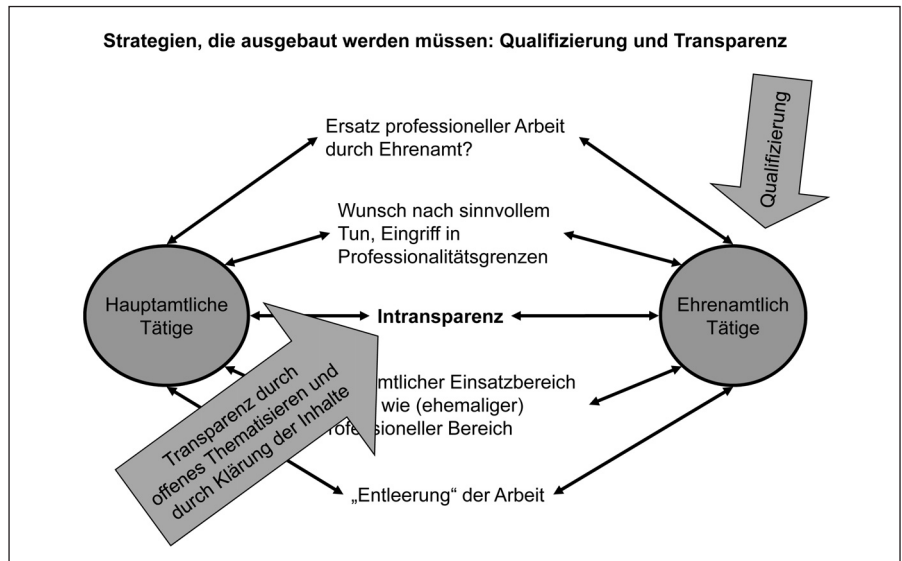 Strategien, die ausgebaut werden müssen: Qualifizierung und Transparenz
Qualifizierung
Ersatz professioneller Arbeit
durch Ehrenamt?
Wunsch nach sinnvollem
Tun, Eingriff in
Professionalitätsgrenzen
Hauptamtliche
Tätige
Intransparenz
Ehrenamtlich
Tätige
Einsatzbereich
wie (ehemaliger)
Bereich
Transparenz durch
offenes Thematisieren und
durch Klärung der Inhalte
„Entleerung“ der Arbeit